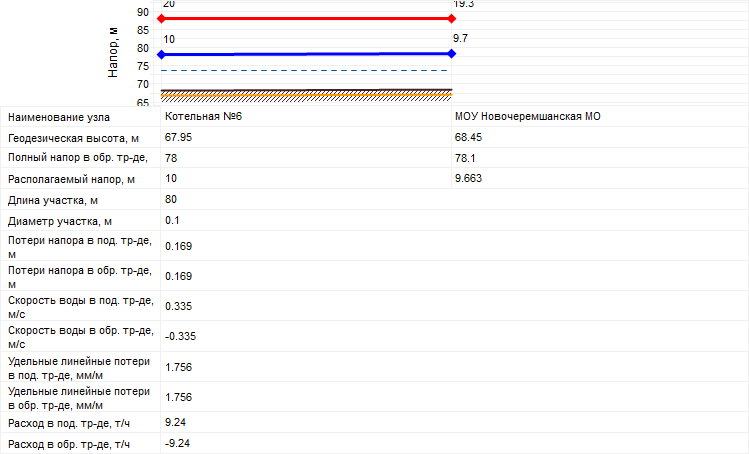 20
19.3
90
85
10
9.7
80
75
70
65
Напор, м
Наименование узла
Котельная №6
МОУ Новочеремшанская МО
Геодезическая высота, м
67.95
68.45
Полный напор в обр. тр-де,
78
78.1
Располагаемый напор, м
10
9.663
Длина участка, м
80
Диаметр участка, м
0.1
Потери напора в под. тр-де,
м
0.169
Потери напора в обр. тр-де,
м
0.169
Скорость воды в под. тр-де,
м/с
0.335
Скорость воды в обр. тр-де,
м/с
-0.335
Удельные линейные потери
в под. тр-де, мм/м
1.756
Удельные линейные потери
в обр. тр-де, мм/м
1.756
Расход в под. тр-де, т/ч
9.24
Расход в обр. тр-де, т/ч
-9.24